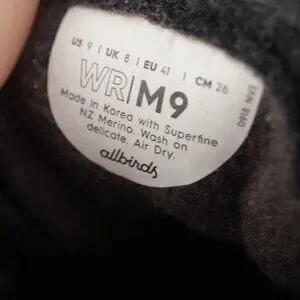 US 9 | UK 8 | EU 41 | CM 26
WR|M9
Made in Korea with Superfine
NZ Merino. Wash on
delicate. Air Dry.
allbirds